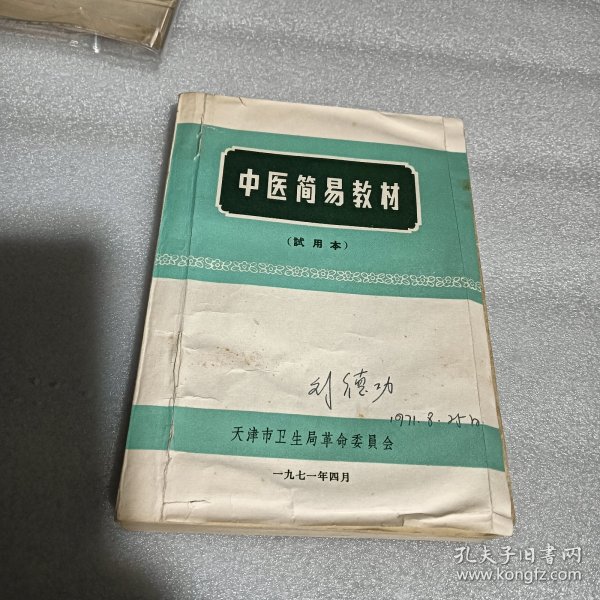 中医简易教材
(試用本)
刘德功
1971.8.25日
天津市卫生局革命委員会
一九七一年四月
孔夫子旧書网
www.kongfz.com